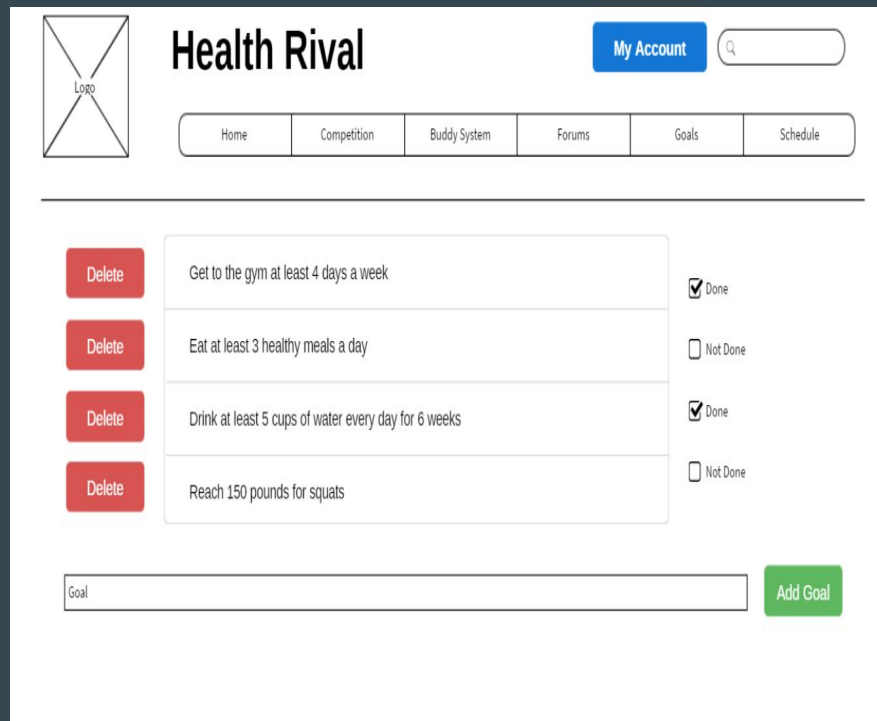 Logo
Health Rival
My Account
Home Competition Buddy System Forums Goals Schedule
Delete Get to the gym at least 4 days a week Done
Delete Eat at least 3 healthy meals a day Not Done
Delete Drink at least 5 cups of water every day for 6 weeks Done
Delete Reach 150 pounds for squats Not Done
Goal Add Goal